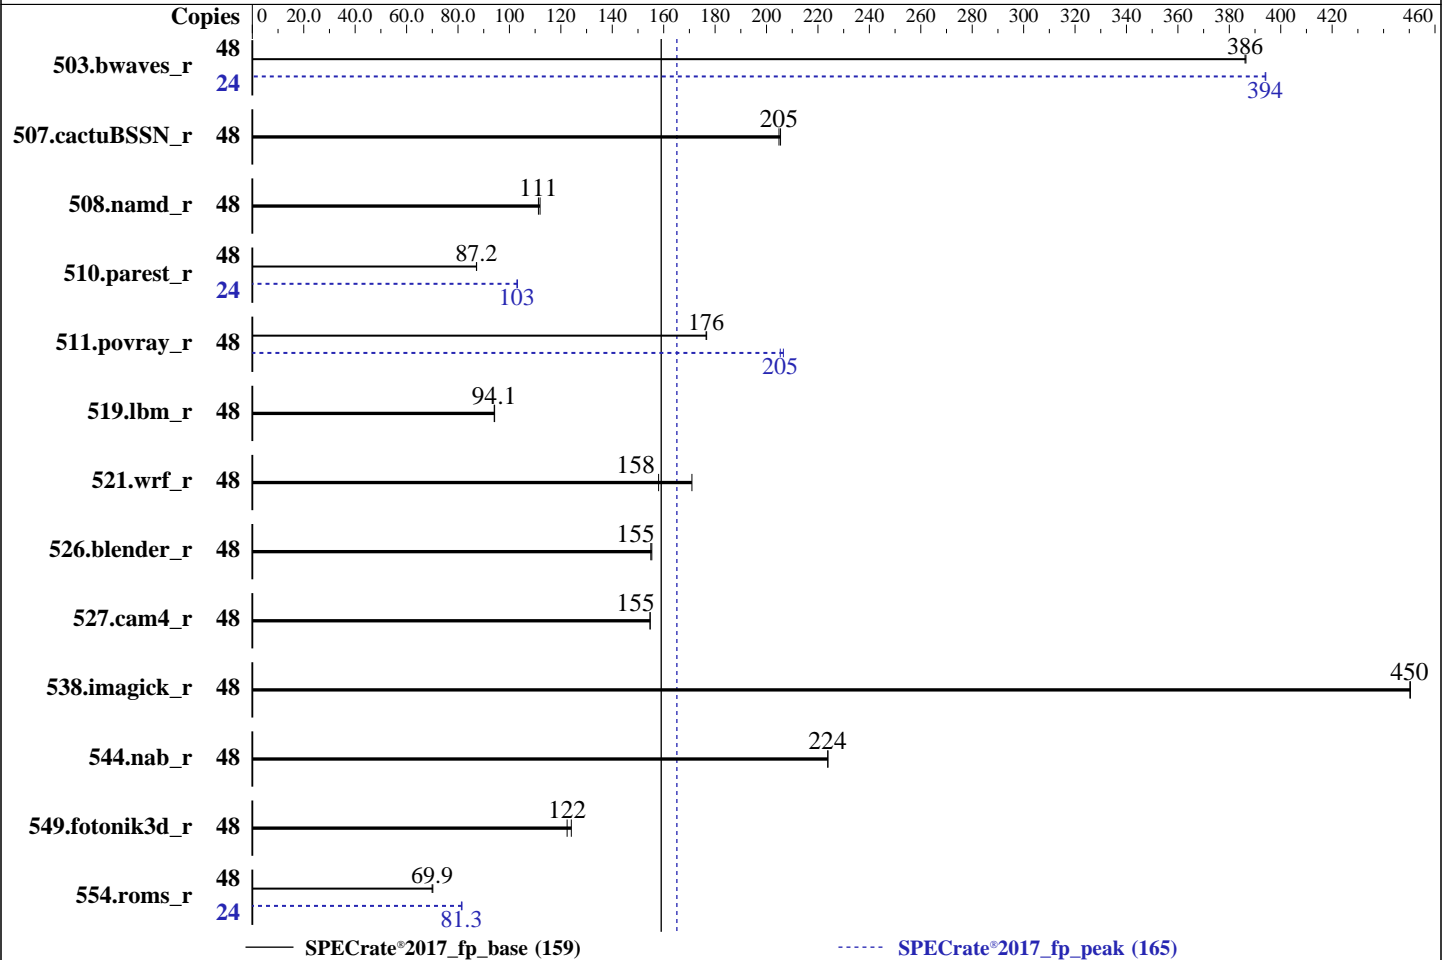 Copies 0 20.0 40.0 60.0 80.0 100 120 140 160 180 200 220 240 260 280 300 320 340 360 380 400 420 460
503.bwaves_r 48 386
24 394
507.cactuBSSN_r 48 205
508.namd_r 48 111
510.parest_r 48 87.2
24 103
511.povray_r 48 176
205
519.lbm_r 48 94.1
521.wrf_r 48 158
526.blender_r 48 155
527.cam4_r 48 155
538.imagick_r 48 450
544.nab_r 48 224
549.fotonik3d_r 48 122
554.roms_r 48 69.9
24 81.3
SPECrate®2017_fp_base (159) SPECrate®2017_fp_peak (165)